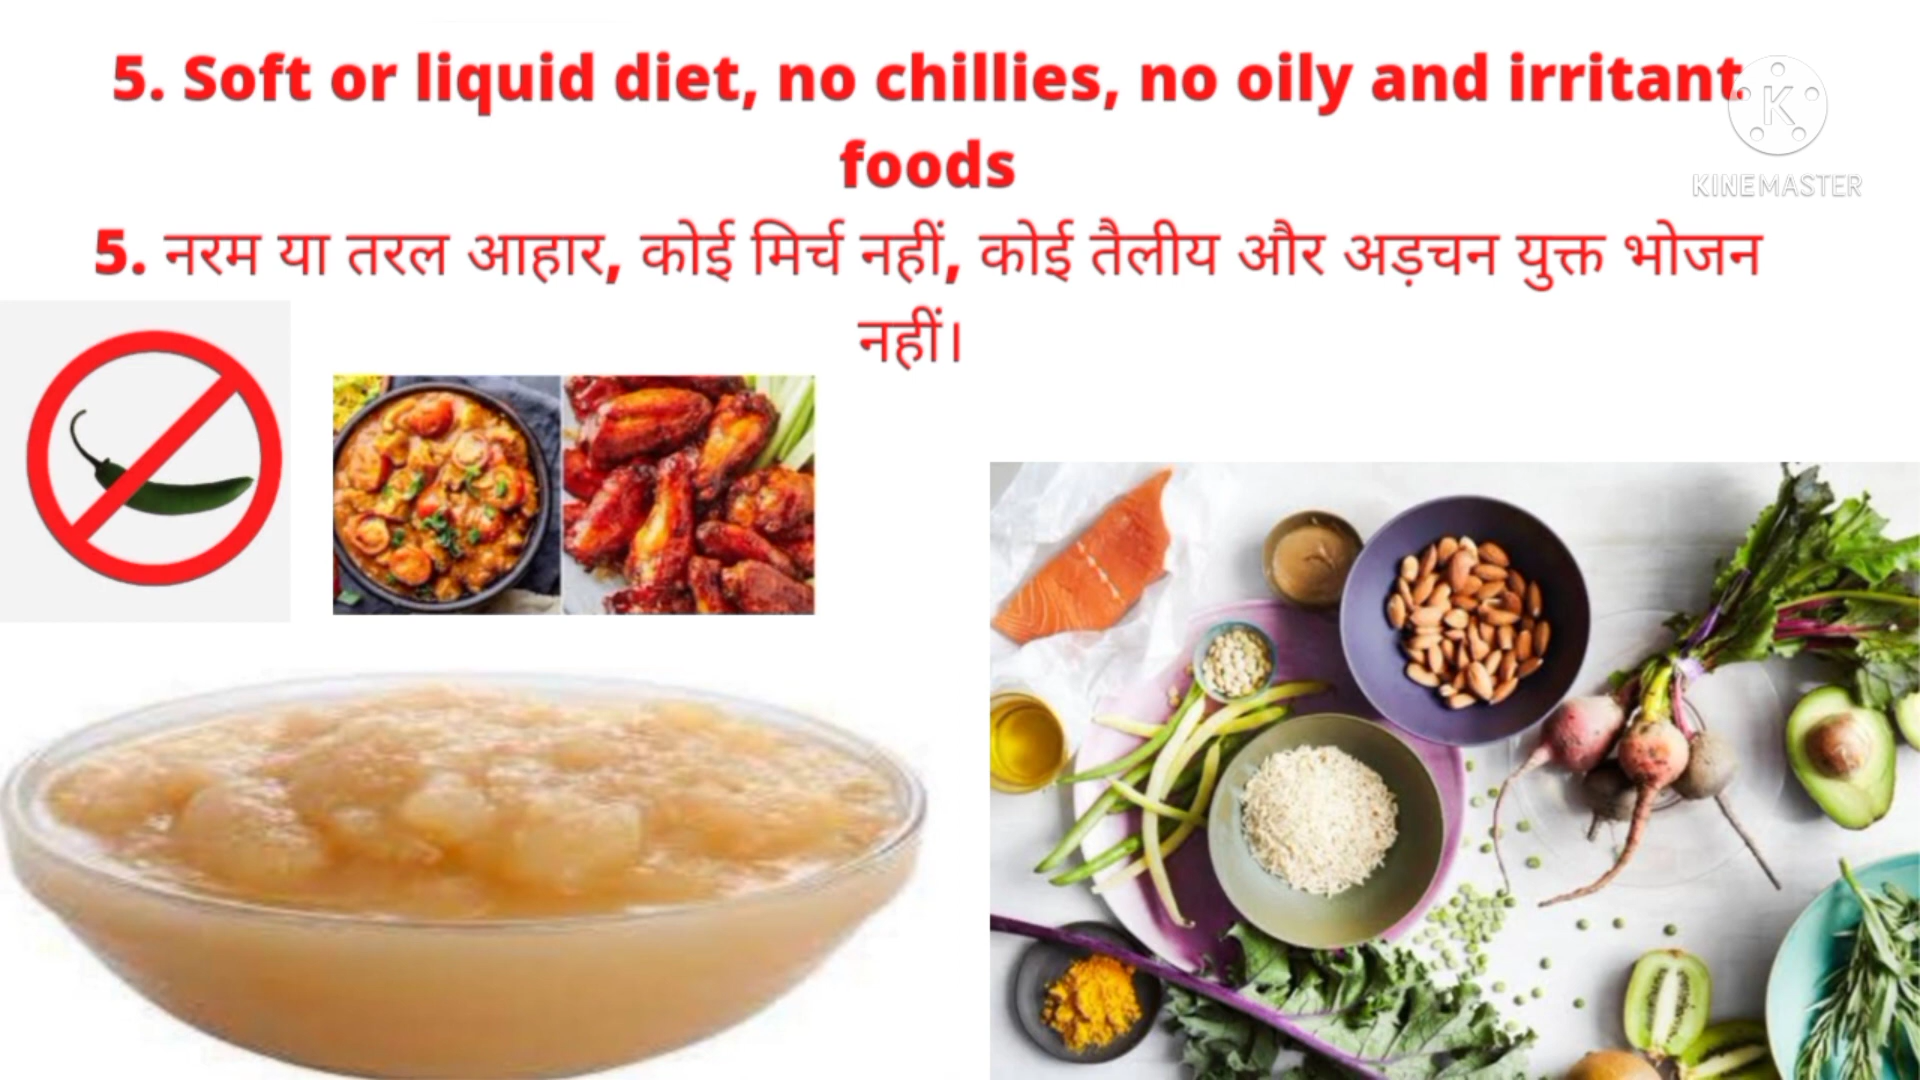 5. Soft or liquid diet, no chillies, no oily and irritant
foods
5. नरम या तरल आहार, कोई मिर्च नहीं, कोई तैलीय और अड़चन युक्त भोजन
नहीं।
K
KINEMASTER